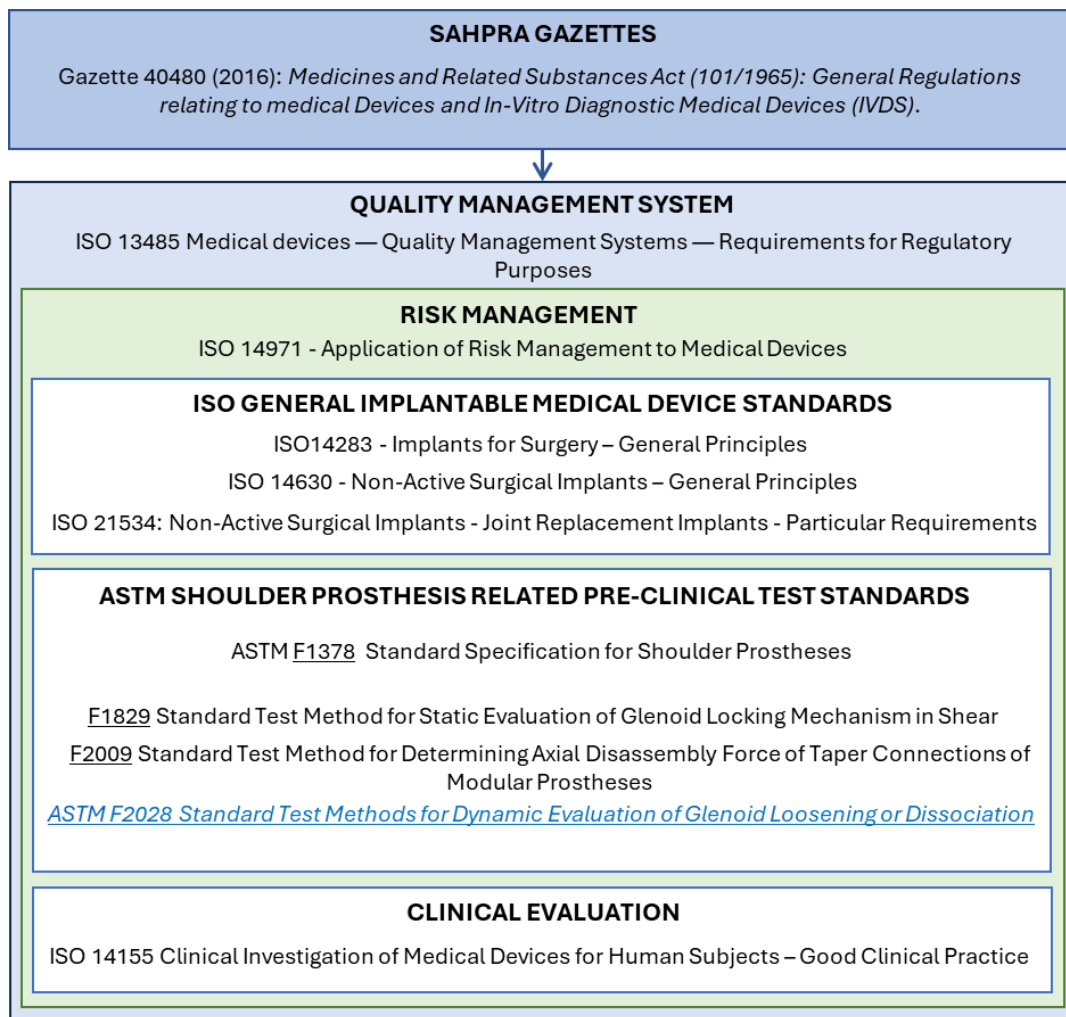 SAHPRA GAZETTES
Gazette 40480 (2016): Medicines and Related Substances Act (101/1965): General Regulations
relating to medical Devices and In-Vitro Diagnostic Medical Devices (IVDS).
QUALITY MANAGEMENT SYSTEM
ISO 13485 Medical devices — Quality Management Systems — Requirements for Regulatory
Purposes
RISK MANAGEMENT
ISO 14971 - Application of Risk Management to Medical Devices
ISO GENERAL IMPLANTABLE MEDICAL DEVICE STANDARDS
ISO14283 - Implants for Surgery – General Principles
ISO 14630 - Non-Active Surgical Implants – General Principles
ISO 21534: Non-Active Surgical Implants - Joint Replacement Implants - Particular Requirements
ASTM SHOULDER PROSTHESIS RELATED PRE-CLINICAL TEST STANDARDS
ASTM F1378 Standard Specification for Shoulder Prostheses
F1829 Standard Test Method for Static Evaluation of Glenoid Locking Mechanism in Shear
F2009 Standard Test Method for Determining Axial Disassembly Force of Taper Connections of
Modular Prostheses
ASTM F2028 Standard Test Methods for Dynamic Evaluation of Glenoid Loosening or Dissociation
CLINICAL EVALUATION
ISO 14155 Clinical Investigation of Medical Devices for Human Subjects – Good Clinical Practice